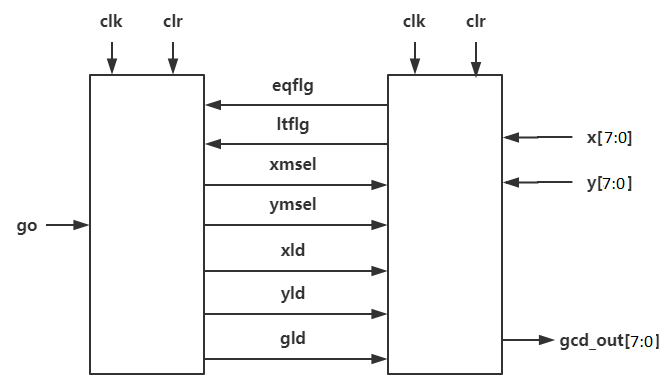 clk clr clk clr
eqflg
ltflg
x[7:0]
xmsel
y[7:0]
ymsel
go
xld
yld
gld
gcd_out[7:0]